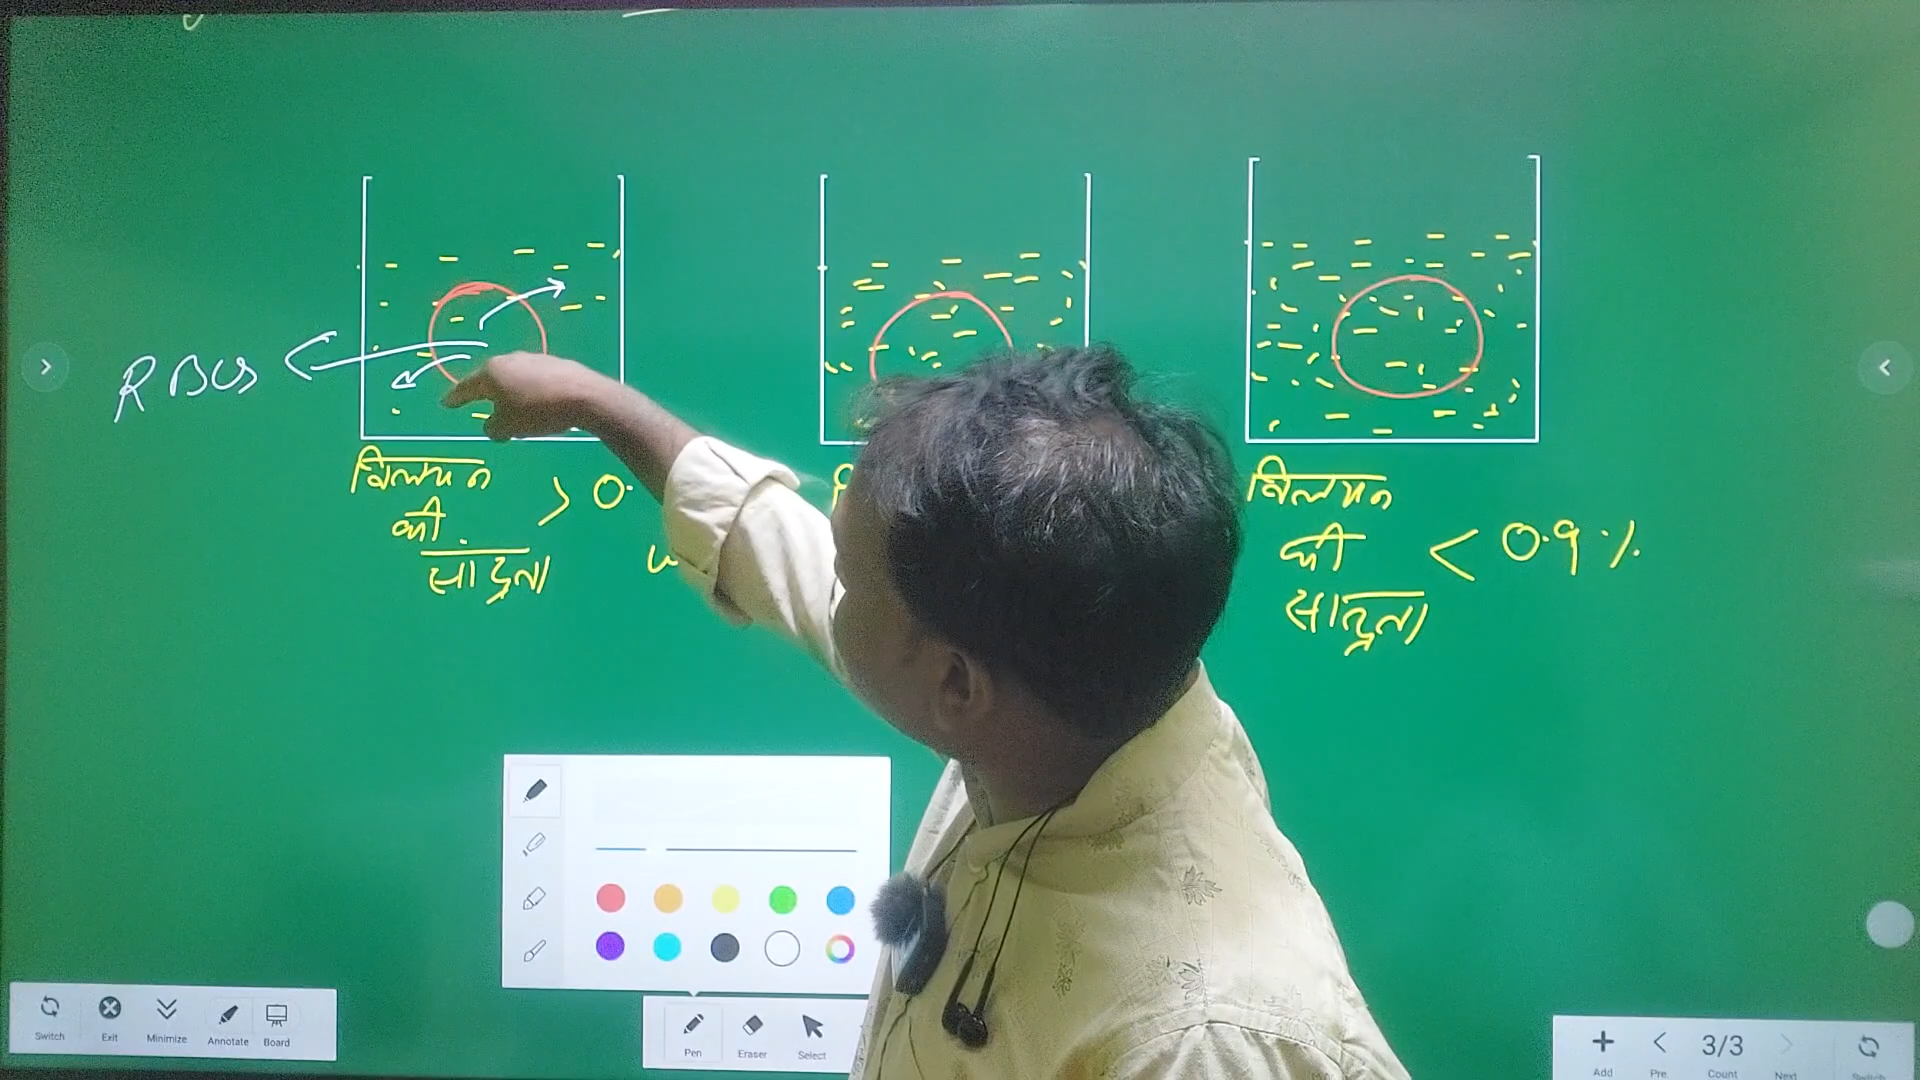 RBCs
विलयन
की > 0.
सांद्रता
विलयन
की < 0.9 %
सांद्रता
Switch Exit Minimize Annotate Board
Pen Eraser Select
3/3
Add Pre. Count Next Switch